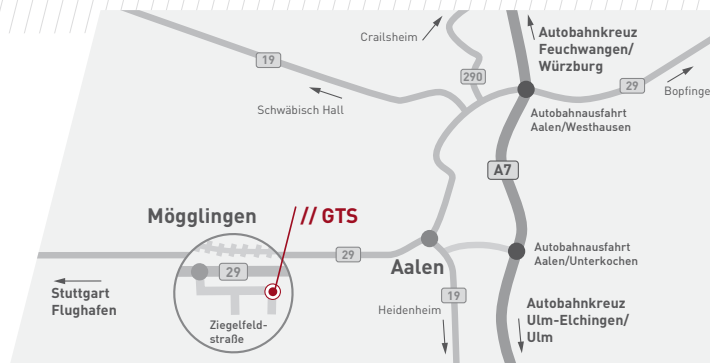 Crailsheim
Autobahnkreuz
Feuchwangen/
Würzburg
19
290
29
Bopfinge
Schwäbisch Hall
Autobahnausfahrt
Aalen/Westhausen
A7
Mögglingen
// GTS
29
29
Aalen
Autobahnausfahrt
Aalen/Unterkochen
Stuttgart
Flughafen
19
Heidenheim
Autobahnkreuz
Ulm-Elchingen/
Ulm
Ziegelfeld-
straße